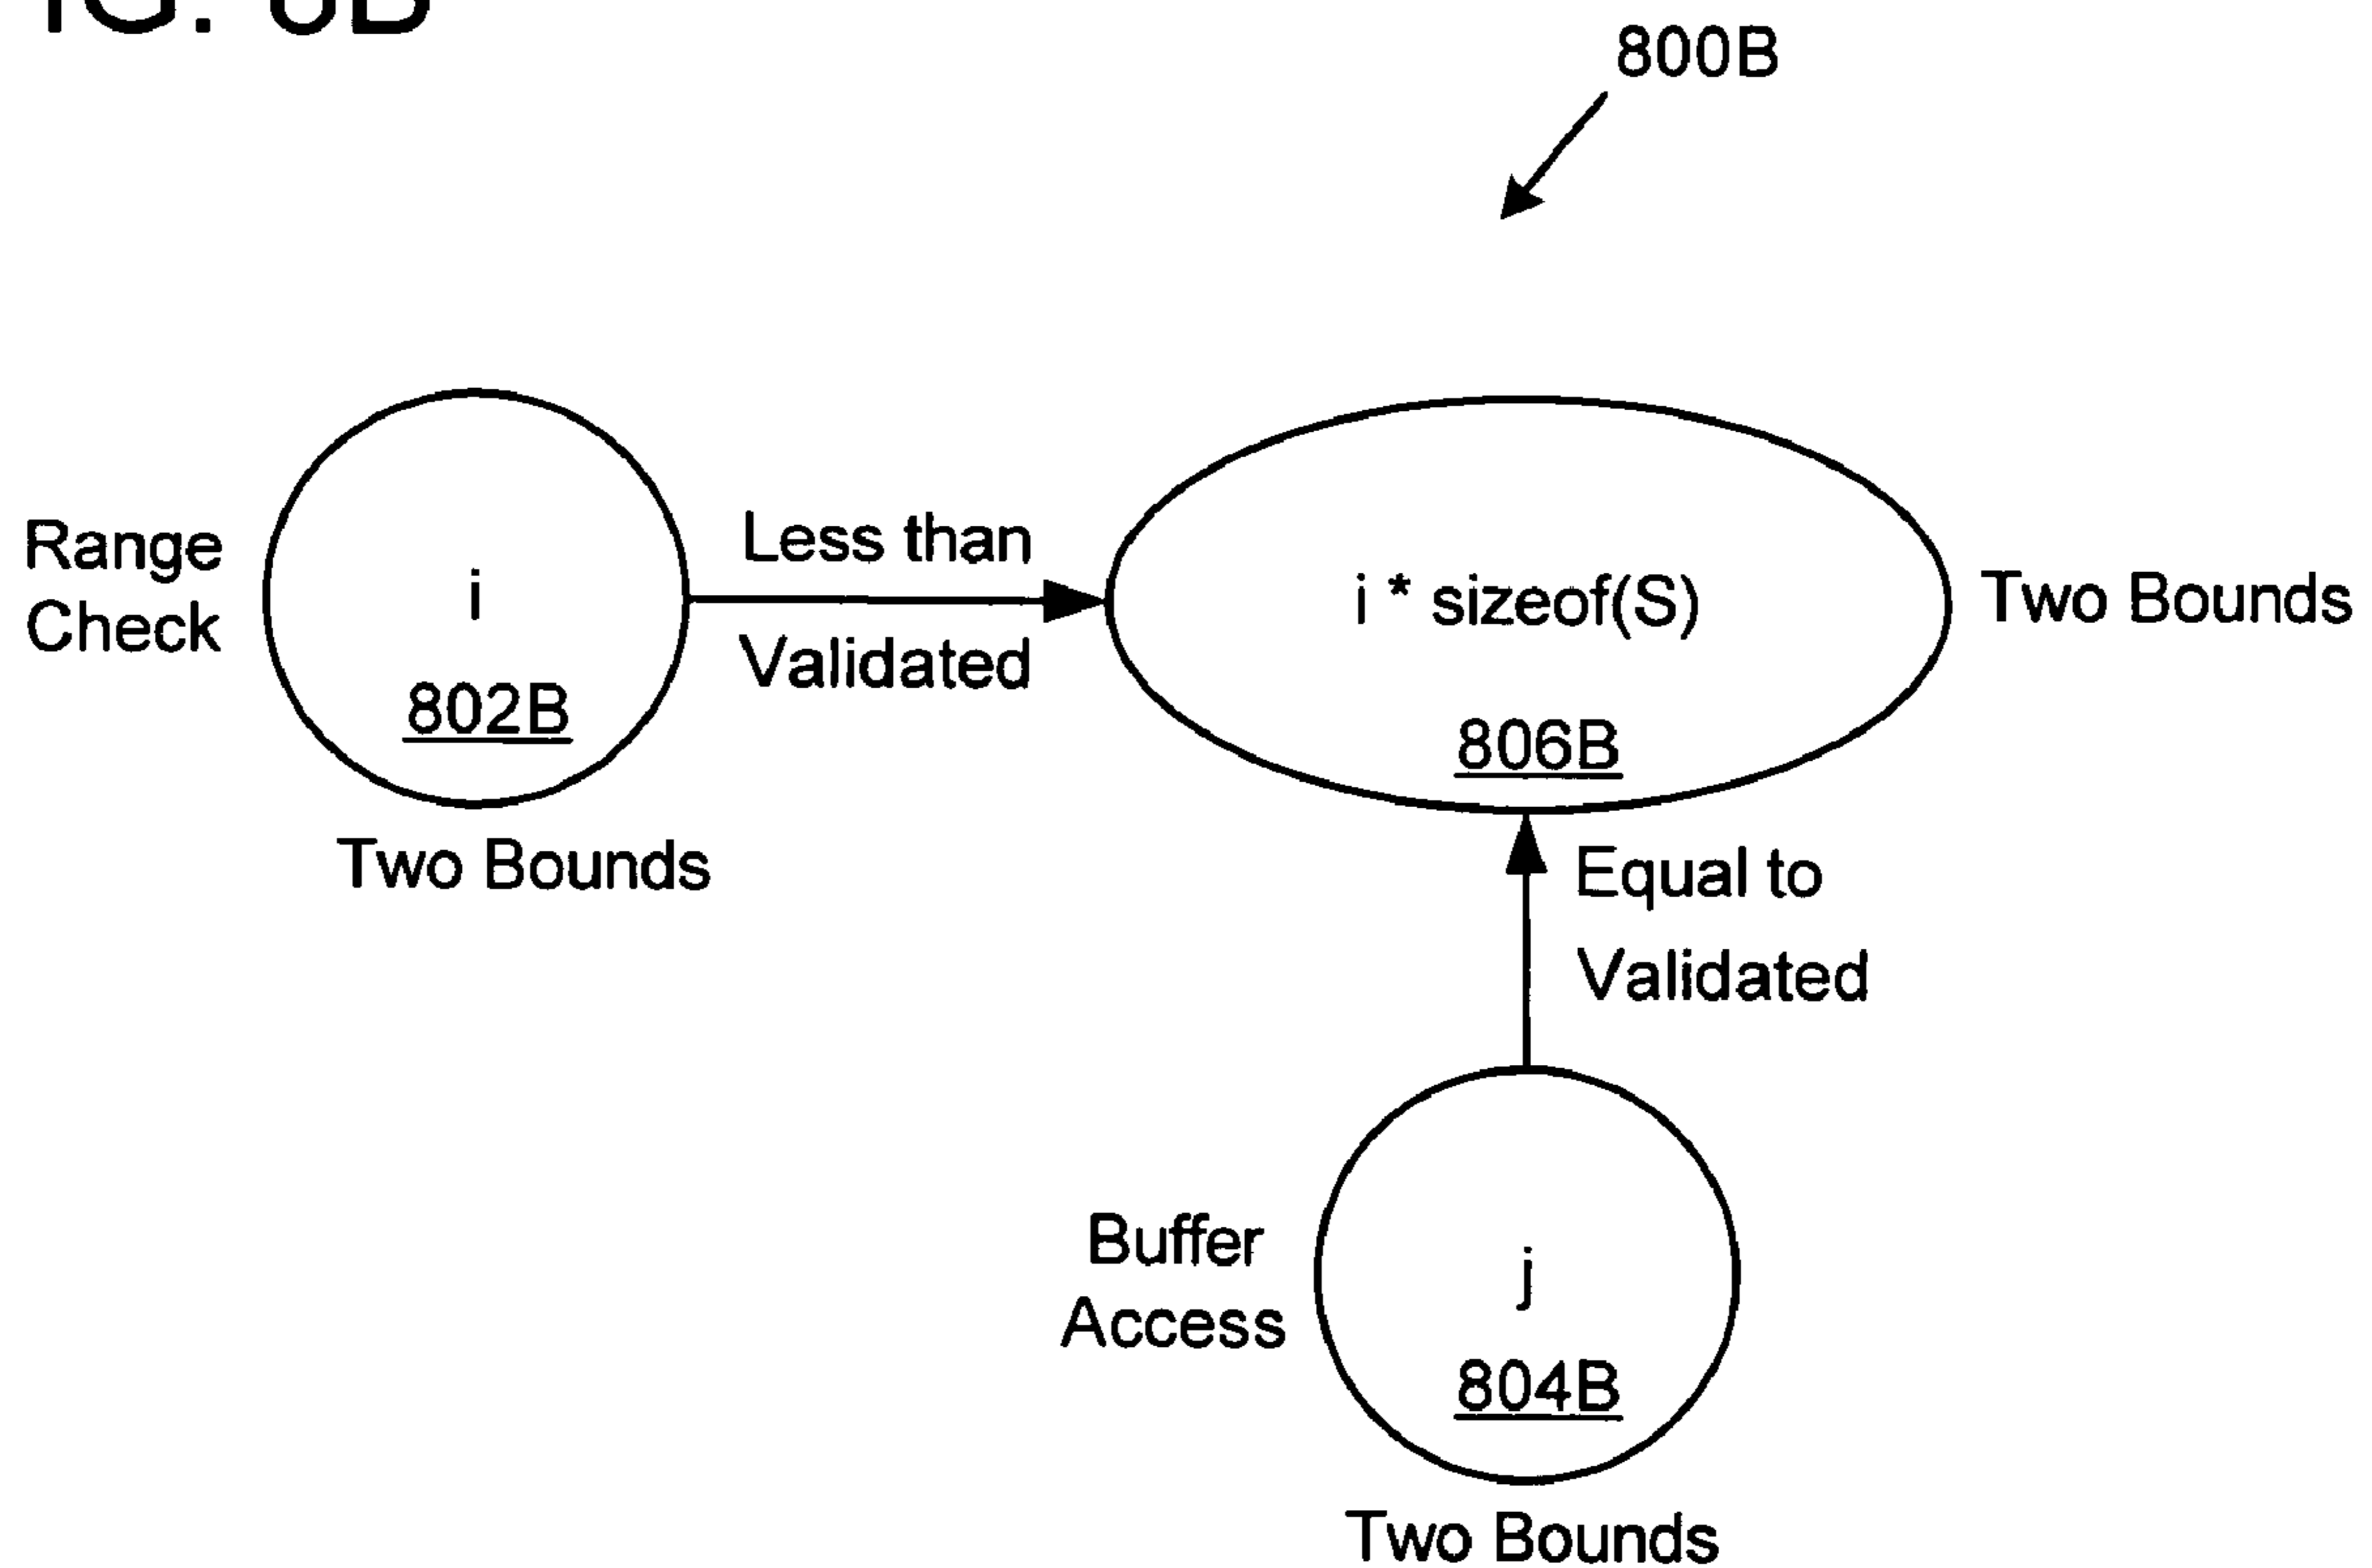 800B
Range
Check
i
802B
Two Bounds
Less than
Validated
i * sizeof(S)
806B
Two Bounds
Equal to
Validated
Buffer
Access
j
804B
Two Bounds